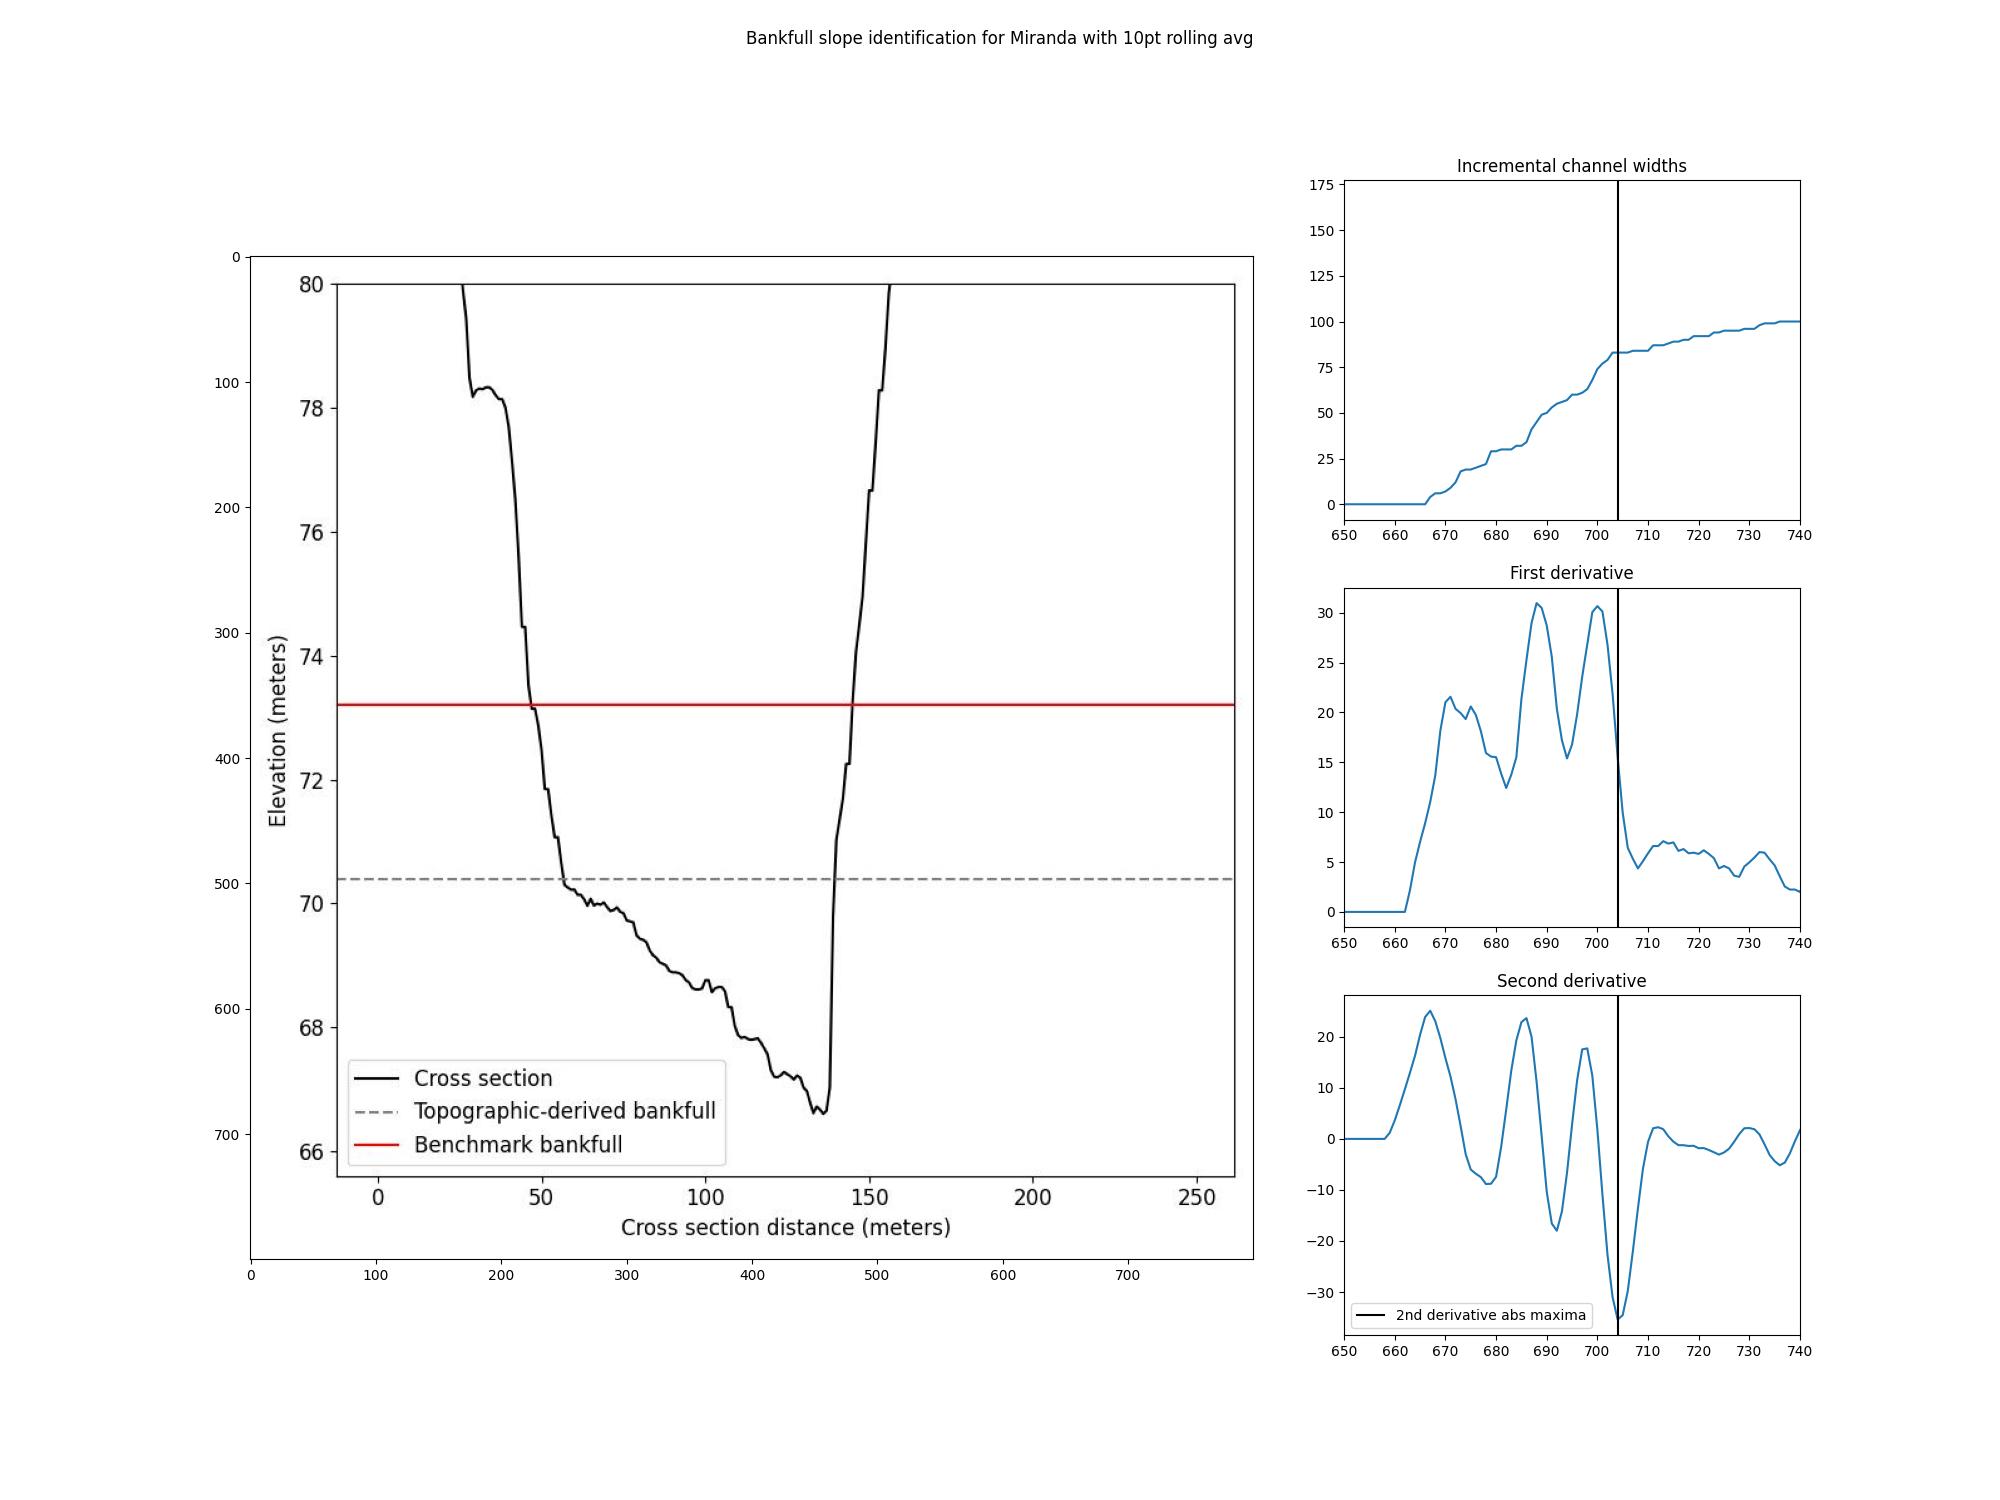 Bankfull slope identification for Miranda with 10pt rolling avg
0
100
200
300
400
500
600
700
80
78
76
74
72
70
68
66
Elevation (meters)
Cross section
Topographic-derived bankfull
Benchmark bankfull
0 50 100 150 200 250
Cross section distance (meters)
0 100 200 300 400 500 600 700
Incremental channel widths
175
150
125
100
75
50
25
0
650 660 670 680 690 700 710 720 730 740
First derivative
30
25
20
15
10
5
0
650 660 670 680 690 700 710 720 730 740
Second derivative
20
10
0
−10
−20
−30
2nd derivative abs maxima
650 660 670 680 690 700 710 720 730 740